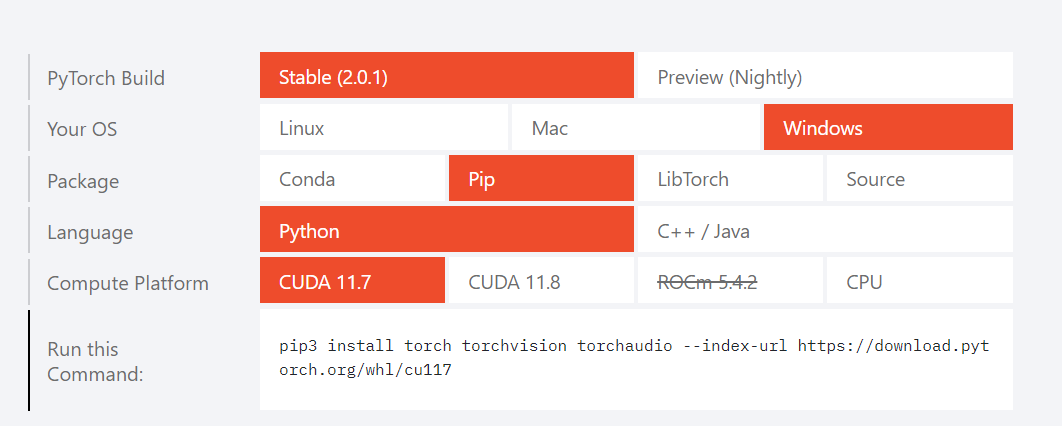 PyTorch Build
Stable (2.0.1)
Preview (Nightly)
Your OS
Linux
Mac
Windows
Package
Conda
Pip
LibTorch
Source
Language
Python
C++ / Java
Compute Platform
CUDA 11.7
CUDA 11.8
ROCm 5.4.2
CPU
Run this
Command:
pip3 install torch torchvision torchaudio --index-url https://download.pyt
orch.org/whl/cu117